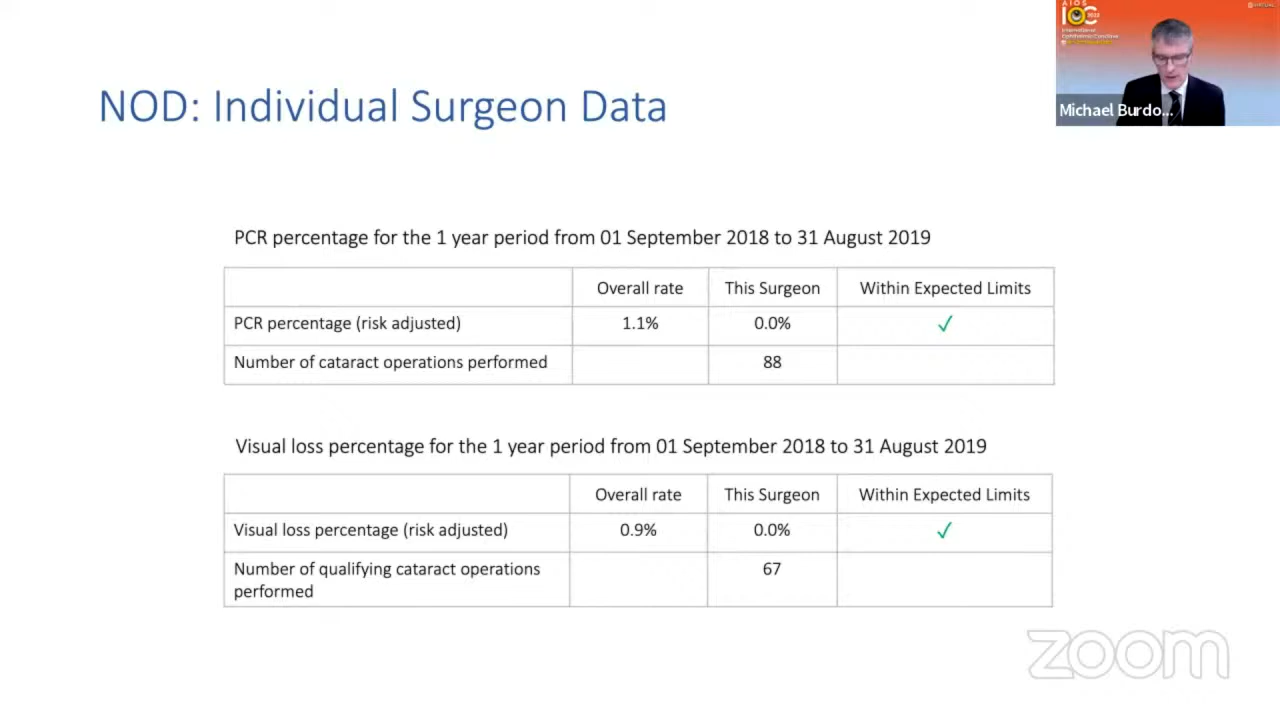 AIOS
IOC
NOD: Individual Surgeon Data
Michael Burdo...
PCR percentage for the 1 year period from 01 September 2018 to 31 August 2019
Overall rate This Surgeon Within Expected Limits
PCR percentage (risk adjusted) 1.1% 0.0% ✓
Number of cataract operations performed 88
Visual loss percentage for the 1 year period from 01 September 2018 to 31 August 2019
Overall rate This Surgeon Within Expected Limits
Visual loss percentage (risk adjusted) 0.9% 0.0% ✓
Number of qualifying cataract operations 67
performed
zoom